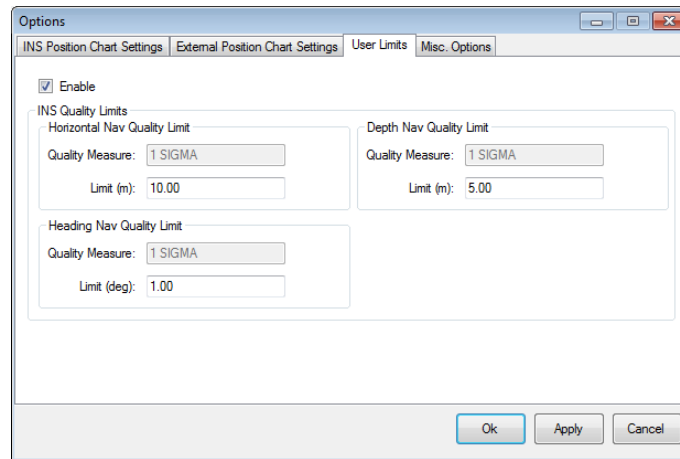 Options
INS Position Chart Settings External Position Chart Settings User Limits Misc. Options
Enable
INS Quality Limits
Horizontal Nav Quality Limit Depth Nav Quality Limit
Quality Measure: 1 SIGMA Quality Measure: 1 SIGMA
Limit (m): 10.00 Limit (m): 5.00
Heading Nav Quality Limit
Quality Measure: 1 SIGMA
Limit (deg): 1.00
Ok Apply Cancel